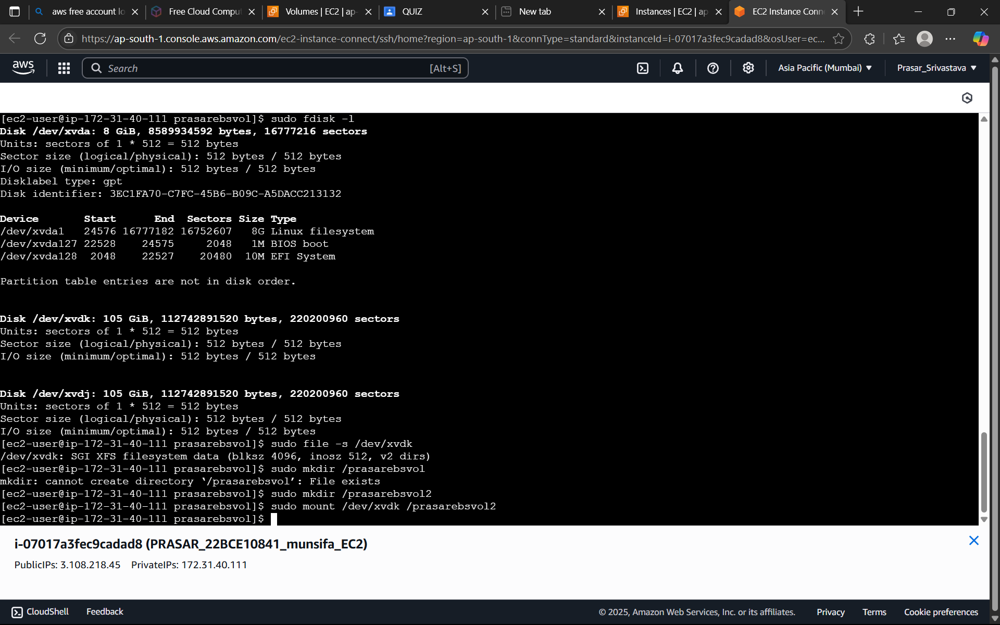 aws free account lo
Free Cloud Comput
Volumes | EC2 | ap-
QUIZ
New tab
Instances | EC2 | ap
EC2 Instance Conn
https://ap-south-1.console.aws.amazon.com/ec2-instance-connect/ssh/home?region=ap-south-1&connType=standard&instanceId=i-07017a3fec9cadad8&osUser=ec...
aws
Search
[Alt+S]
Asia Pacific (Mumbai)
Prasar_Srivastava
[ec2-user@ip-172-31-40-111 prasarebsvol]$ sudo fdisk -l
Disk /dev/xvda: 8 GiB, 8589934592 bytes, 16777216 sectors
Units: sectors of 1 * 512 = 512 bytes
Sector size (logical/physical): 512 bytes / 512 bytes
I/O size (minimum/optimal): 512 bytes / 512 bytes
Disklabel type: gpt
Disk identifier: 3EC1FA70-C7FC-45B6-B09C-A5DACC213132
Device Start End Sectors Size Type
/dev/xvda1 24576 16777182 16752607 8G Linux filesystem
/dev/xvda127 22528 24575 2048 1M BIOS boot
/dev/xvda128 2048 22527 20480 10M EFI System
Partition table entries are not in disk order.
Disk /dev/xvdk: 105 GiB, 112742891520 bytes, 220200960 sectors
Units: sectors of 1 * 512 = 512 bytes
Sector size (logical/physical): 512 bytes / 512 bytes
I/O size (minimum/optimal): 512 bytes / 512 bytes
Disk /dev/xvdj: 105 GiB, 112742891520 bytes, 220200960 sectors
Units: sectors of 1 * 512 = 512 bytes
Sector size (logical/physical): 512 bytes / 512 bytes
I/O size (minimum/optimal): 512 bytes / 512 bytes
[ec2-user@ip-172-31-40-111 prasarebsvol]$ sudo file -s /dev/xvdk
/dev/xvdk: SGI XFS filesystem data (blksz 4096, inosz 512, v2 dirs)
[ec2-user@ip-172-31-40-111 prasarebsvol]$ sudo mkdir /prasarebsvol
mkdir: cannot create directory ‘/prasarebsvol’: File exists
[ec2-user@ip-172-31-40-111 prasarebsvol]$ sudo mkdir /prasarebsvol2
[ec2-user@ip-172-31-40-111 prasarebsvol]$ sudo mount /dev/xvdk /prasarebsvol2
[ec2-user@ip-172-31-40-111 prasarebsvol]$
i-07017a3fec9cadad8 (PRASAR_22BCE10841_munsifa_EC2)
PublicIPs: 3.108.218.45 PrivateIPs: 172.31.40.111
CloudShell
Feedback
© 2025, Amazon Web Services, Inc. or its affiliates.
Privacy
Terms
Cookie preferences